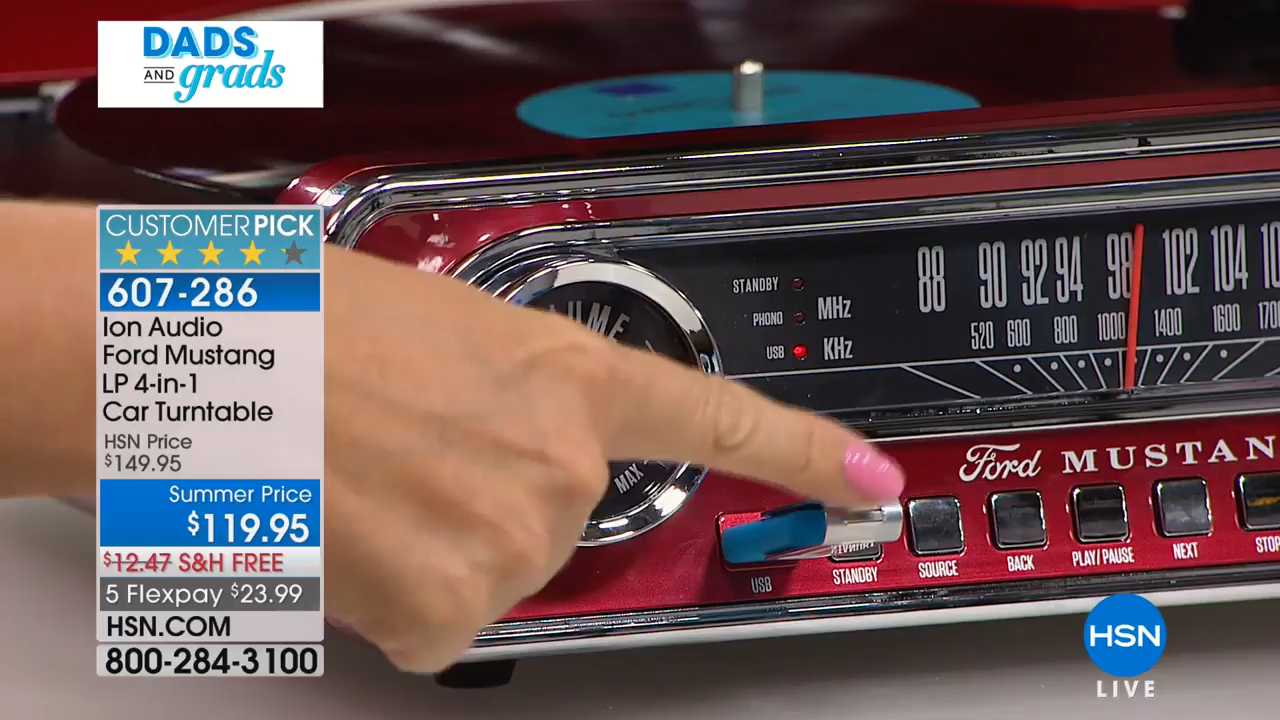 DADS
AND grads
CUSTOMER PICK
607-286
Ion Audio
Ford Mustang
LP 4-in-1
Car Turntable
HSN Price
$149.95
Summer Price
$119.95
$12.47 S&H FREE
5 Flexpay $23.99
HSN.COM
800-284-3100
STANDBY
PHONO
USB
MHz
KHz
88 90 92 94 98 102 104
520 600 800 1000 1400 1600
MAX
Ford MUSTAN
USB
STANDBY
SOURCE
BACK
PLAY/PAUSE
NEXT
STOP
HSN
LIVE